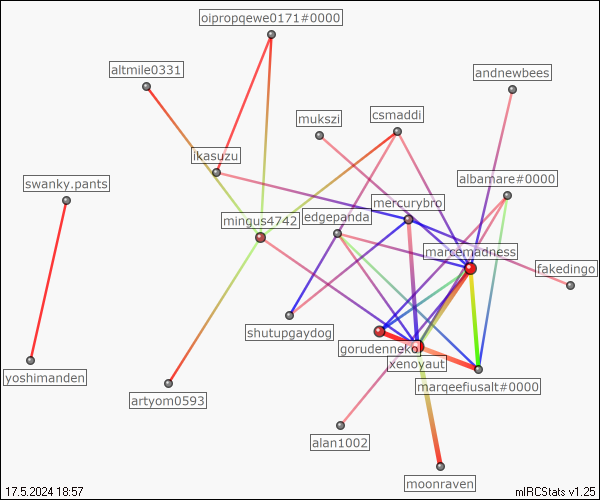 oipropqewe0171#0000
altmile0331
andnewbees
csmaddi
mukszi
ikasuzu
albamare#0000
swanky.pants
mercurybro
edgepanda
mingus4742
marcemadness
fakedingo
shutupgaydog
gorudenneko
xenoyaut
yoshimanden
marqeefiusalt#0000
artyom0593
alan1002
moonraven
17.5.2024 18:57
mIRCStats v1.25